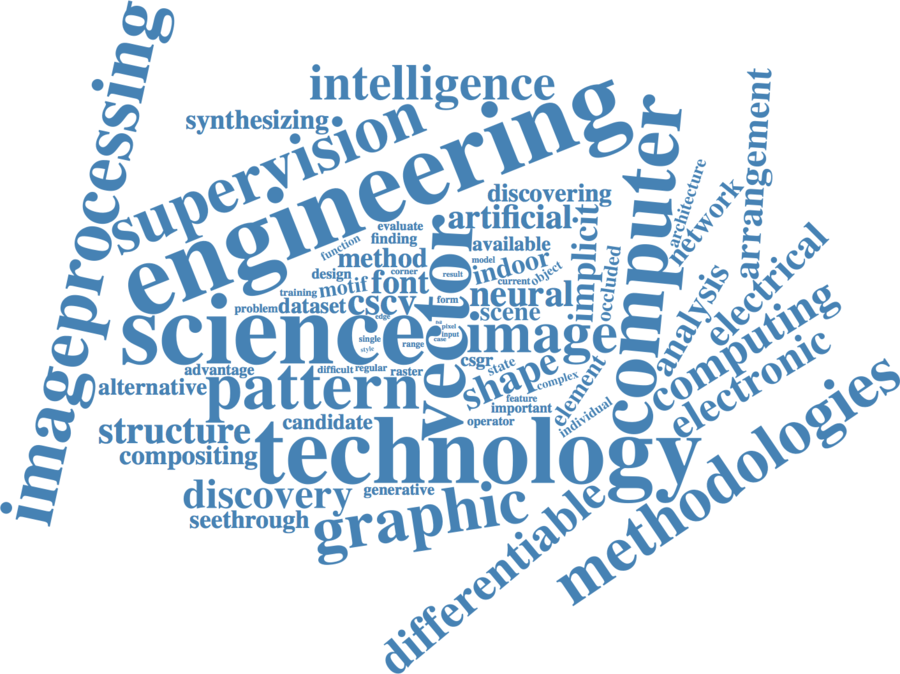 imageprocessing
intelligence
synthesizing
supervision
engineering
computer
arrangement
architecture
network
discovering
artificial
implicit
evaluate
finding
function
method
available
model
indoor
occluded
vector
corner
result
current
object
design
motif
font
training
problem
dataset
cscv
form
neural
analysis
electrical
edge
scene
science
single
style
range
pixel
input
case
image
computing
electronic
advantage
difficult
regular
raster
csgr
state
shape
complex
element
individual
alternative
pattern
feature
important
operator
candidate
structure
compositing
technology
methodologies
discovery
generative
seethrough
graphic
differentiable